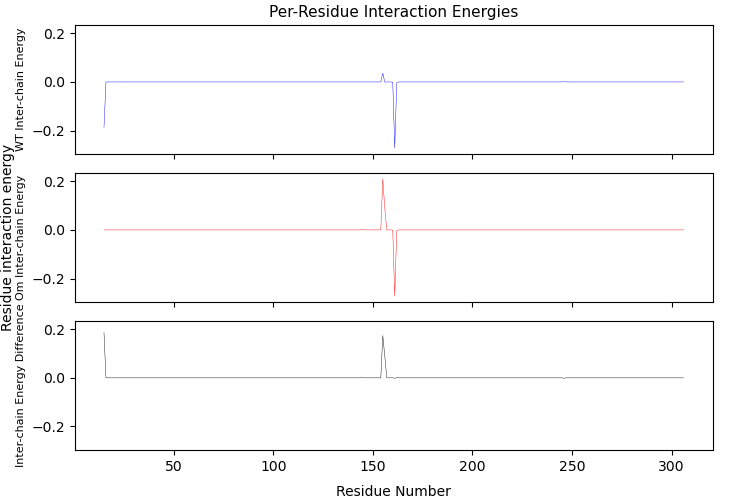 Per-Residue Interaction Energies
WT Inter-chain Energy
0.2
0.0
−0.2
Residue interaction energy
Om Inter-chain Energy
0.2
0.0
−0.2
Inter-chain Energy Difference
0.2
0.0
−0.2
50
100
150
200
250
300
Residue Number